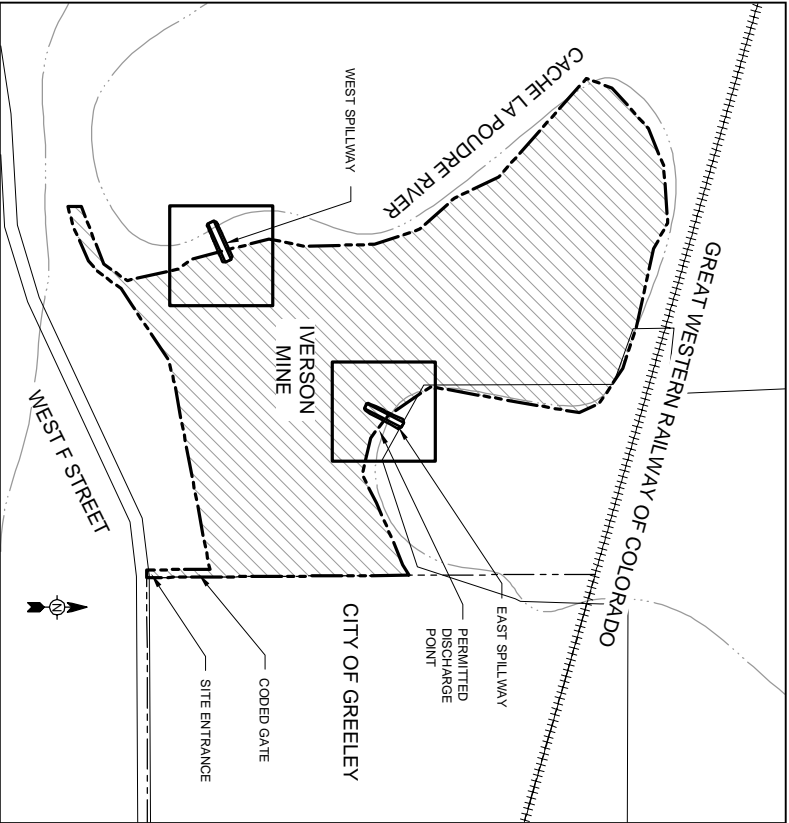 GREAT WESTERN RAILWAY OF COLORADO
CACHE LA POUDRE RIVER
WEST SPILLWAY
IVERSON
MINE
EAST SPILLWAY
PERMITTED
DISCHARGE
POINT
CITY OF GREELEY
CODED GATE
SITE ENTRANCE
WEST F STREET
N